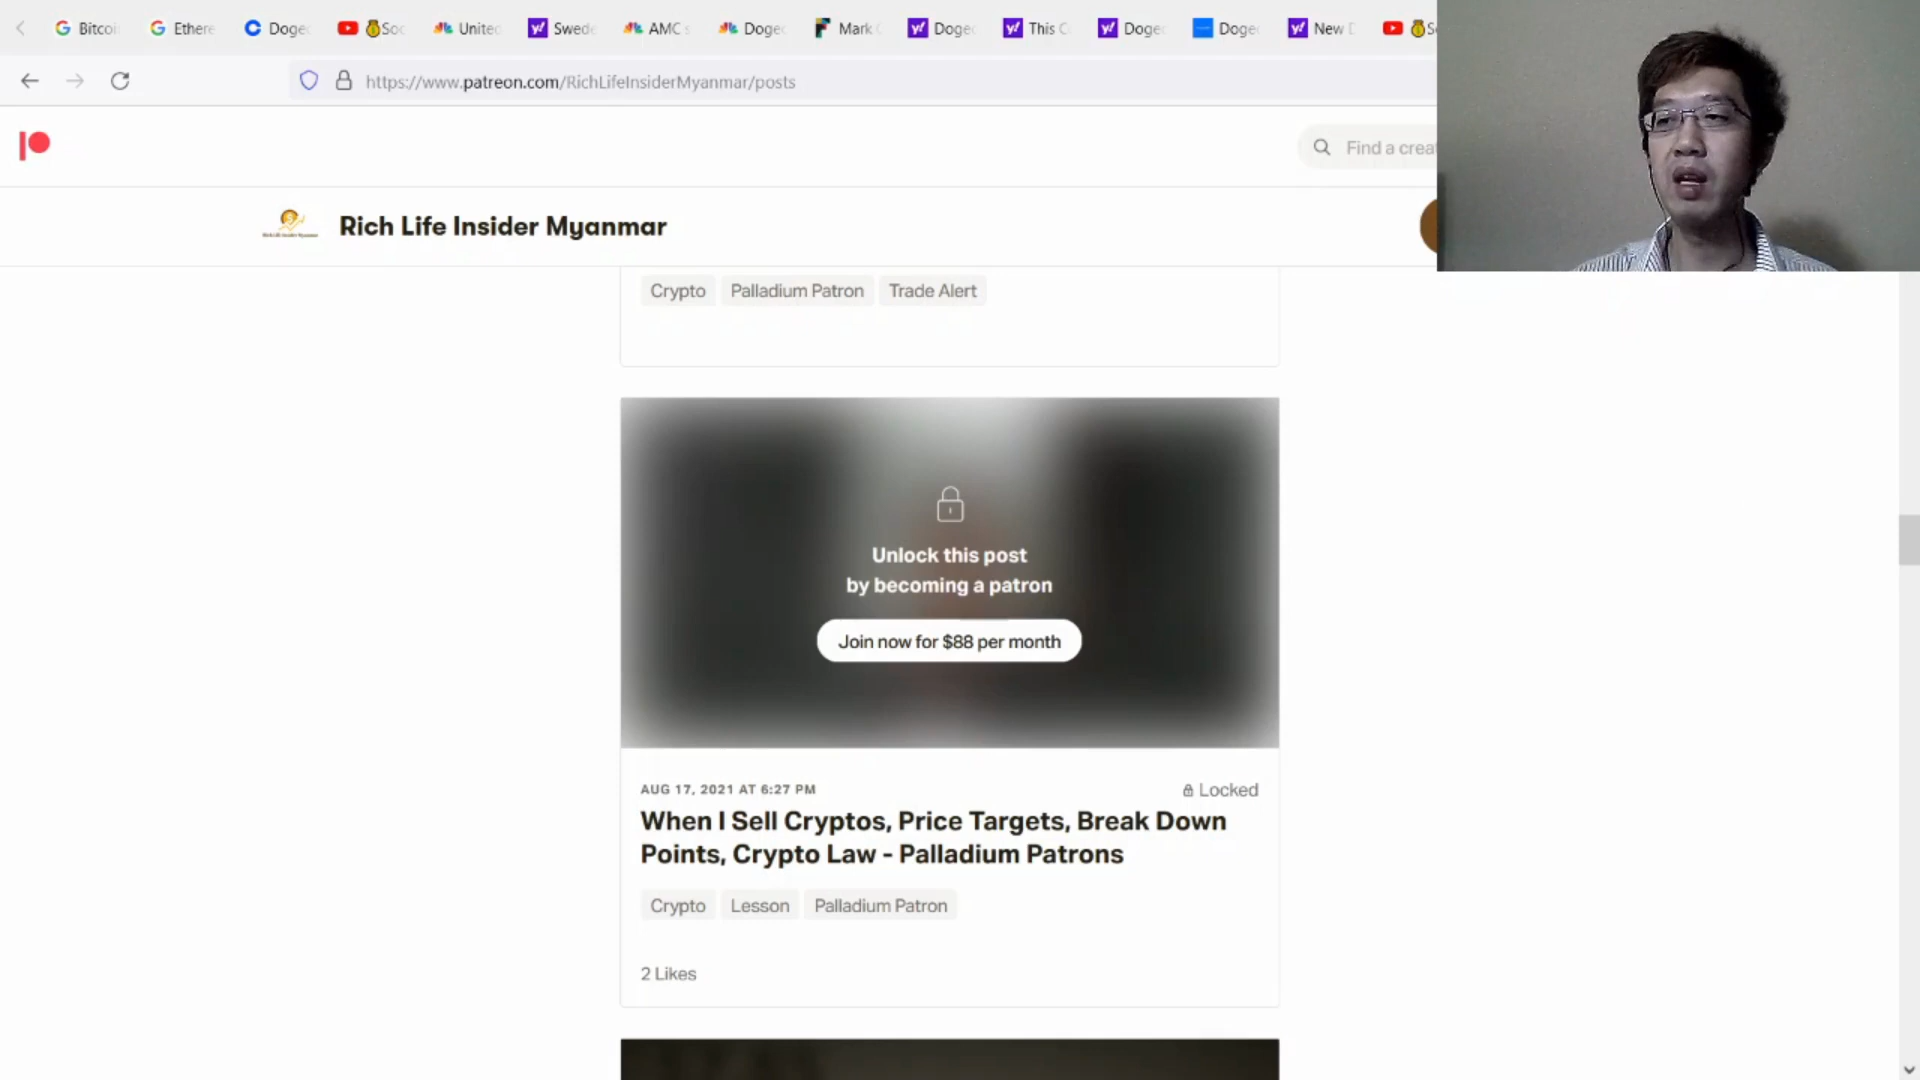 Bitcoi
Ethere
Doge
Soc
United
Swede
AMC s
Doge
Mark
Doge
This C
Doge
Doge
New D
https://www.patreon.com/RichLifeInsiderMyanmar/posts
Find a creat
Rich Life Insider Myanmar
Crypto Palladium Patron Trade Alert
Unlock this post
by becoming a patron
Join now for $88 per month
AUG 17, 2021 AT 6:27 PM
Locked
When I Sell Cryptos, Price Targets, Break Down
Points, Crypto Law - Palladium Patrons
Crypto Lesson Palladium Patron
2 Likes